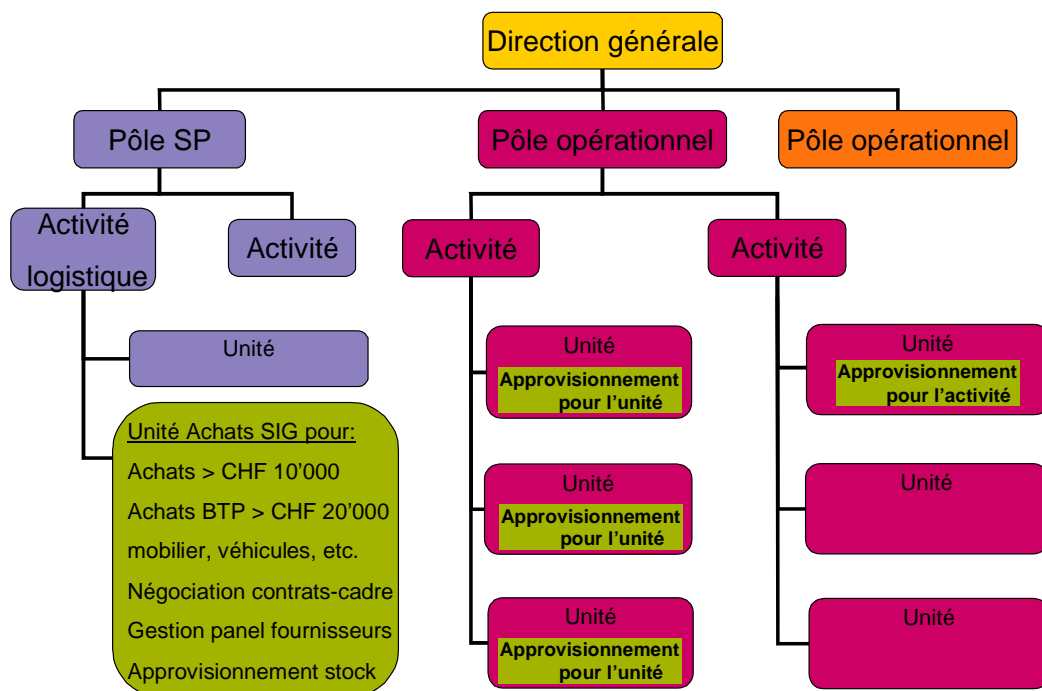 Direction générale
Pôle SP
Pôle opérationnel
Pôle opérationnel
Activité
logistique
Activité
Activité
Activité
Unité
Unité Achats SIG pour:
Achats > CHF 10’000
Achats BTP > CHF 20’000
mobilier, véhicules, etc.
Négociation contrats-cadre
Gestion panel fournisseurs
Approvisionnement stock
Unité
Approvisionnement
pour l’unité
Unité
Approvisionnement
pour l’unité
Unité
Approvisionnement
pour l’unité
Unité
Approvisionnement
pour l’activité
Unité
Unité